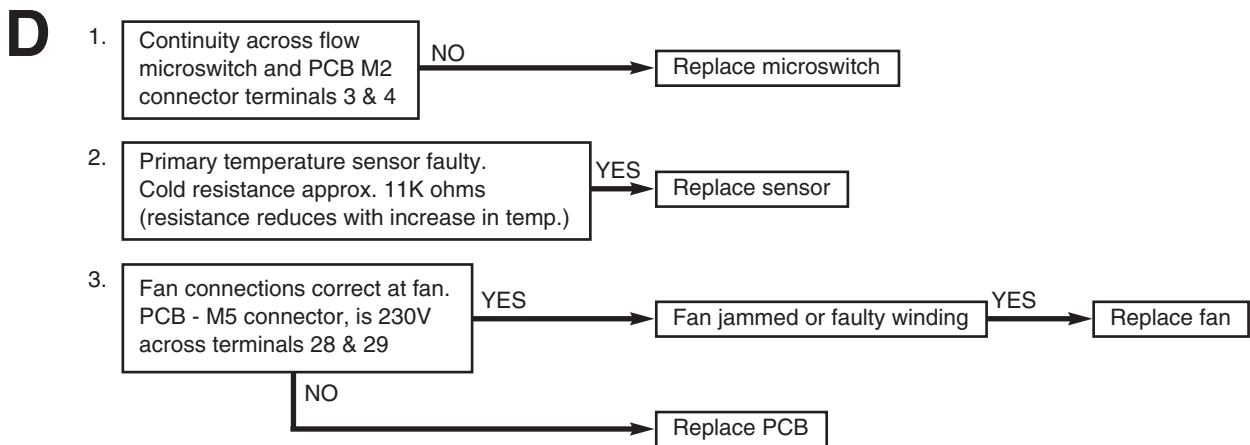 D
1.
Continuity across flow
microswitch and PCB M2
connector terminals 3 & 4
NO
Replace microswitch
2.
Primary temperature sensor faulty.
Cold resistance approx. 11K ohms
(resistance reduces with increase in temp.)
YES
Replace sensor
3.
Fan connections correct at fan.
PCB - M5 connector, is 230V
across terminals 28 & 29
YES
Fan jammed or faulty winding
YES
Replace fan
NO
Replace PCB